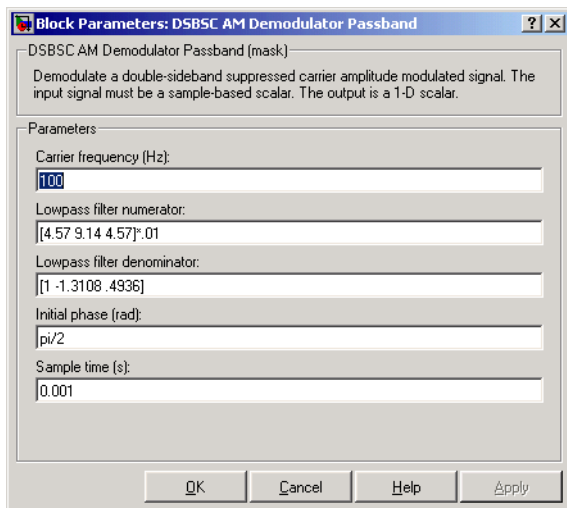 Block Parameters: DSBSC AM Demodulator Passband
DSBSC AM Demodulator Passband (mask)
Demodulate a double-sideband suppressed carrier amplitude modulated signal. The
input signal must be a sample-based scalar. The output is a 1-D scalar.
Parameters
Carrier frequency (Hz):
100
Lowpass filter numerator:
[4.57 9.14 4.57]*.01
Lowpass filter denominator:
[1 -1.3108 .4936]
Initial phase (rad):
pi/2
Sample time (s):
0.001
OK Cancel Help Apply